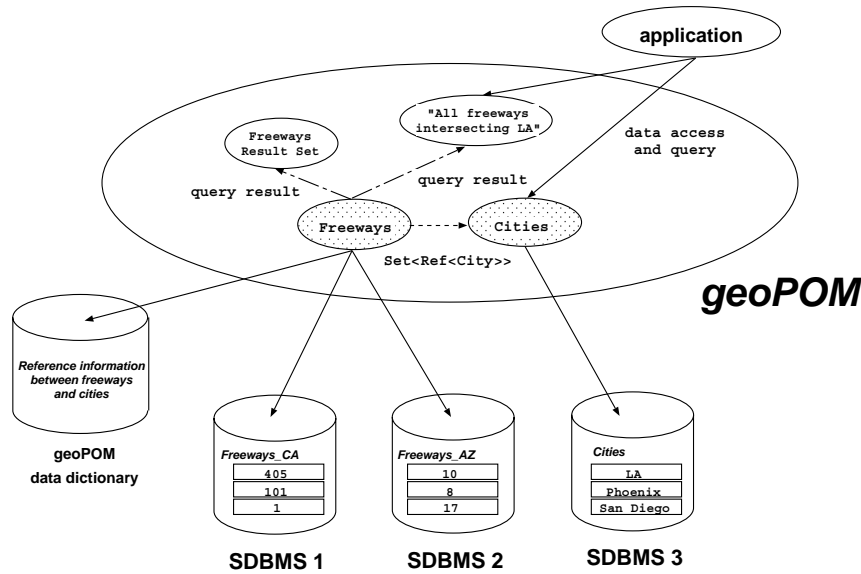 application
"All freeways
intersecting LA"
Freeways
Result Set
data access
and query
query result
query result
Freeways
Cities
Set<Ref<City>>
geoPOM
Reference information
between freeways
and cities
geoPOM
data dictionary
Freeways_CA
405
101
1
SDBMS 1
Freeways_AZ
10
8
17
SDBMS 2
Cities
LA
Phoenix
San Diego
SDBMS 3